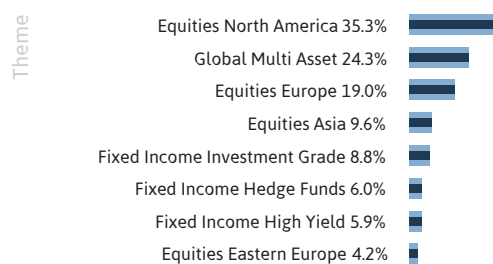 Theme
Equities North America 35.3%
Global Multi Asset 24.3%
Equities Europe 19.0%
Equities Asia 9.6%
Fixed Income Investment Grade 8.8%
Fixed Income Hedge Funds 6.0%
Fixed Income High Yield 5.9%
Equities Eastern Europe 4.2%